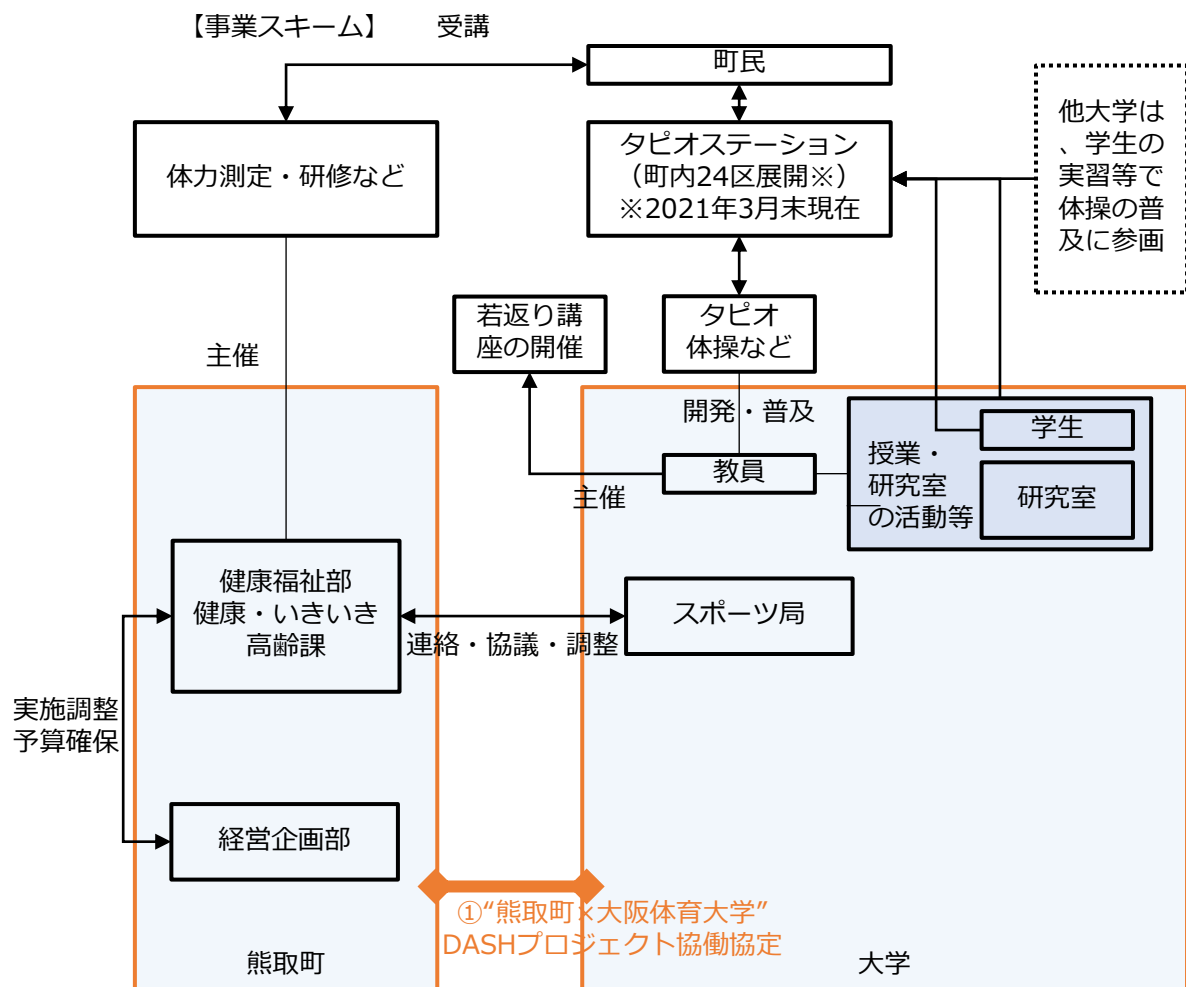 【事業スキーム】
受講
町民
体力測定・研修など
タピオステーション
（町内24区展開※）
※2021年3月末現在
他大学は
、学生の
実習等で
体操の普
及に参画
若返り講
座の開催
タピオ
体操など
主催
開発・普及
学生
教員
授業・
研究室
の活動等
研究室
主催
健康福祉部
健康・いきいき
高齢課
スポーツ局
連絡・協議・調整
実施調整
予算確保
経営企画部
①“熊取町×大阪体育大学”
DASHプロジェクト協働協定
熊取町
大学